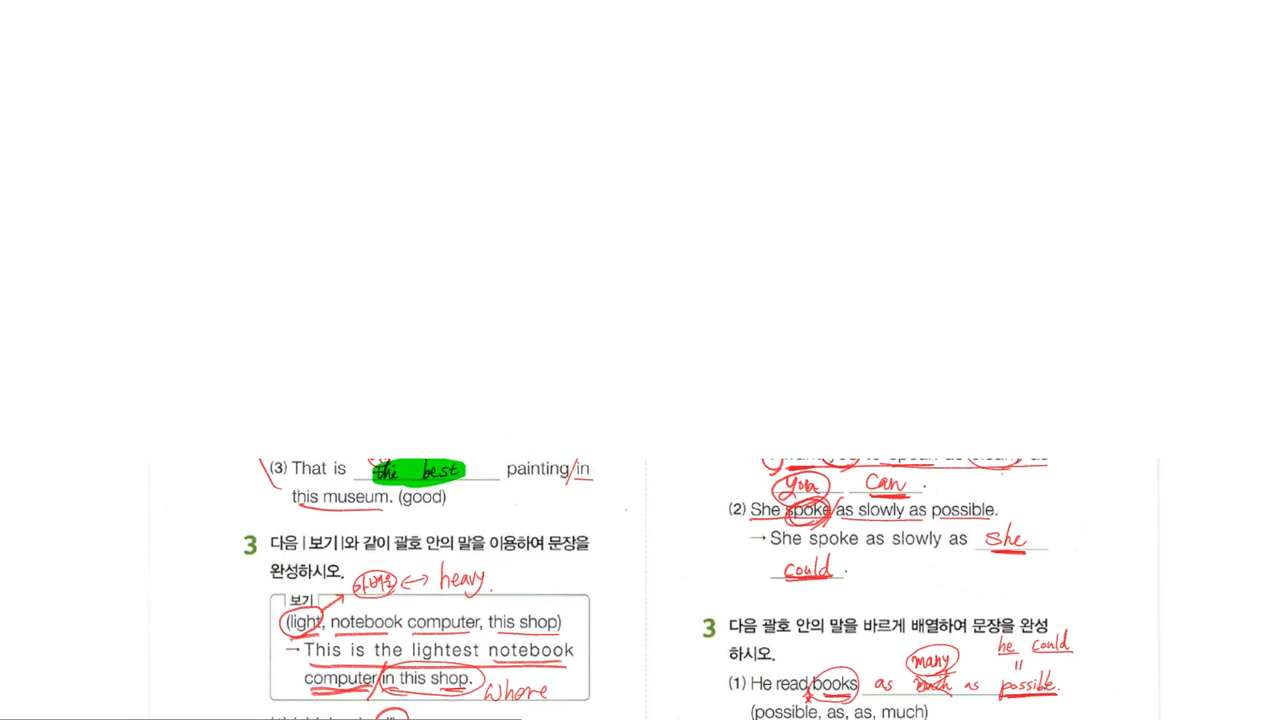 (3) That is the best painting/in
this museum. (good)
3 다음 |보기|와 같이 괄호 안의 말을 이용하여 문장을
완성하시오.
가벼운 ↔ heavy.
보기
(light, notebook computer, this shop)
→ This is the lightest notebook
computer/in this shop.
where
you can.
(2) She spoke/as slowly as possible.
→ She spoke as slowly as she
could.
3 다음 괄호 안의 말을 바르게 배열하여 문장을 완성
하시오.
he could
many
(1) He read books as much as possible.
(possible, as, as, much)